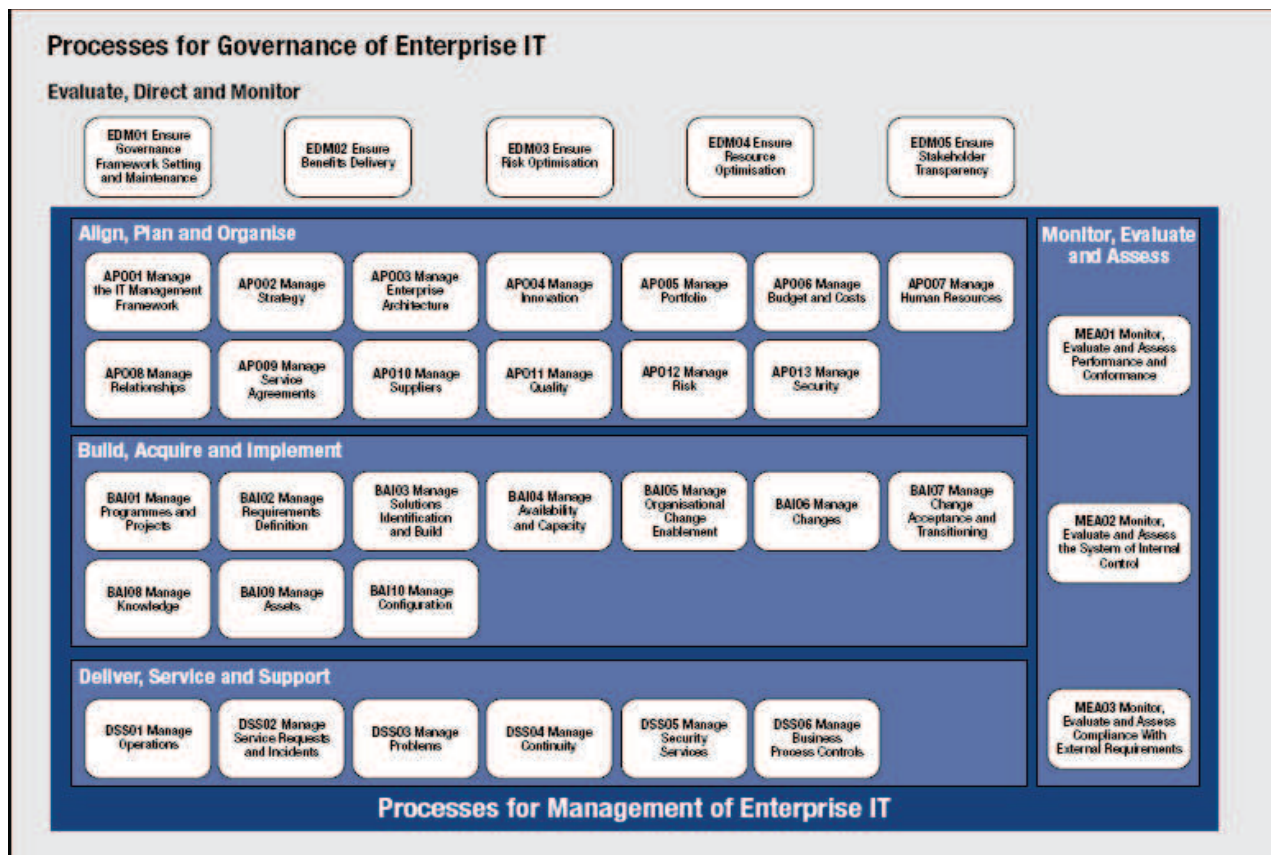 Processes for Governance of Enterprise IT
Evaluate, Direct and Monitor
EDM01 Ensure
Governance
Framework Setting
and Maintenance
EDM02 Ensure
Benefits Delivery
EDM03 Ensure
Risk Optimisation
EDM04 Ensure
Resource
Optimisation
EDM05 Ensure
Stakeholder
Transparency
Align, Plan and Organise
APO01 Manage
the IT Management
Framework
APO02 Manage
Strategy
APO03 Manage
Enterprise
Architecture
APO04 Manage
Innovation
APO05 Manage
Portfolio
APO06 Manage
Budget and Costs
APO07 Manage
Human Resources
APO08 Manage
Relationships
APO09 Manage
Service
Agreements
APO10 Manage
Suppliers
APO11 Manage
Quality
APO12 Manage
Risk
APO13 Manage
Security
Build, Acquire and Implement
BAI01 Manage
Programmes and
Projects
BAI02 Manage
Requirements
Definition
BAI03 Manage
Solutions
Identification
and Build
BAI04 Manage
Availability
and Capacity
BAI05 Manage
Organisational
Change
Enablement
BAI06 Manage
Changes
BAI07 Manage
Change
Acceptance and
Transitioning
BAI08 Manage
Knowledge
BAI09 Manage
Assets
BAI10 Manage
Configuration
Deliver, Service and Support
DSS01 Manage
Operations
DSS02 Manage
Service Requests
and Incidents
DSS03 Manage
Problems
DSS04 Manage
Continuity
DSS05 Manage
Security
Services
DSS06 Manage
Business
Process Controls
Monitor, Evaluate
and Assess
MEA01 Monitor,
Evaluate and Assess
Performance and
Conformance
MEA02 Monitor,
Evaluate and Assess
the System of Internal
Control
MEA03 Monitor,
Evaluate and Assess
Compliance With
External Requirements
Processes for Management of Enterprise IT